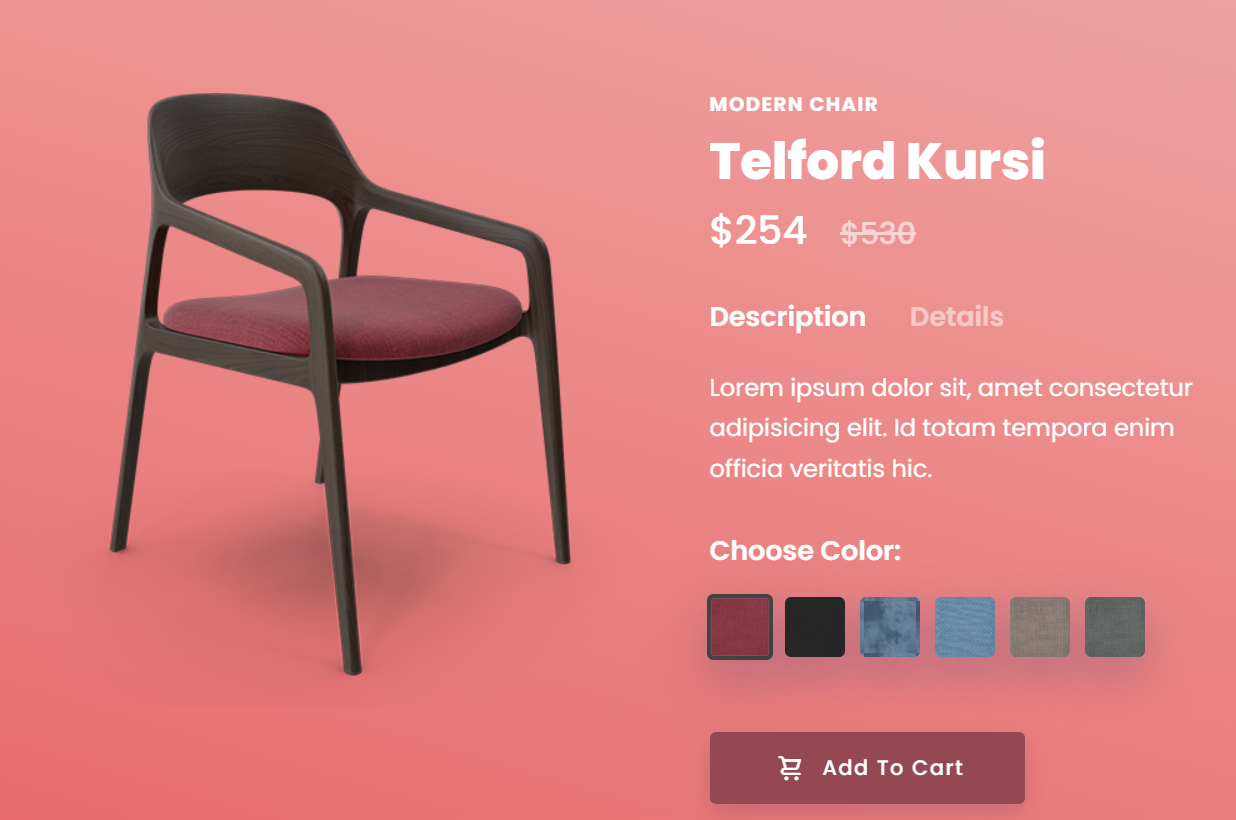 MODERN CHAIR
Telford Kursi
$254 $530
Description Details
Lorem ipsum dolor sit, amet consectetur
adipisicing elit. Id totam tempora enim
officia veritatis hic.
Choose Color:
Add To Cart